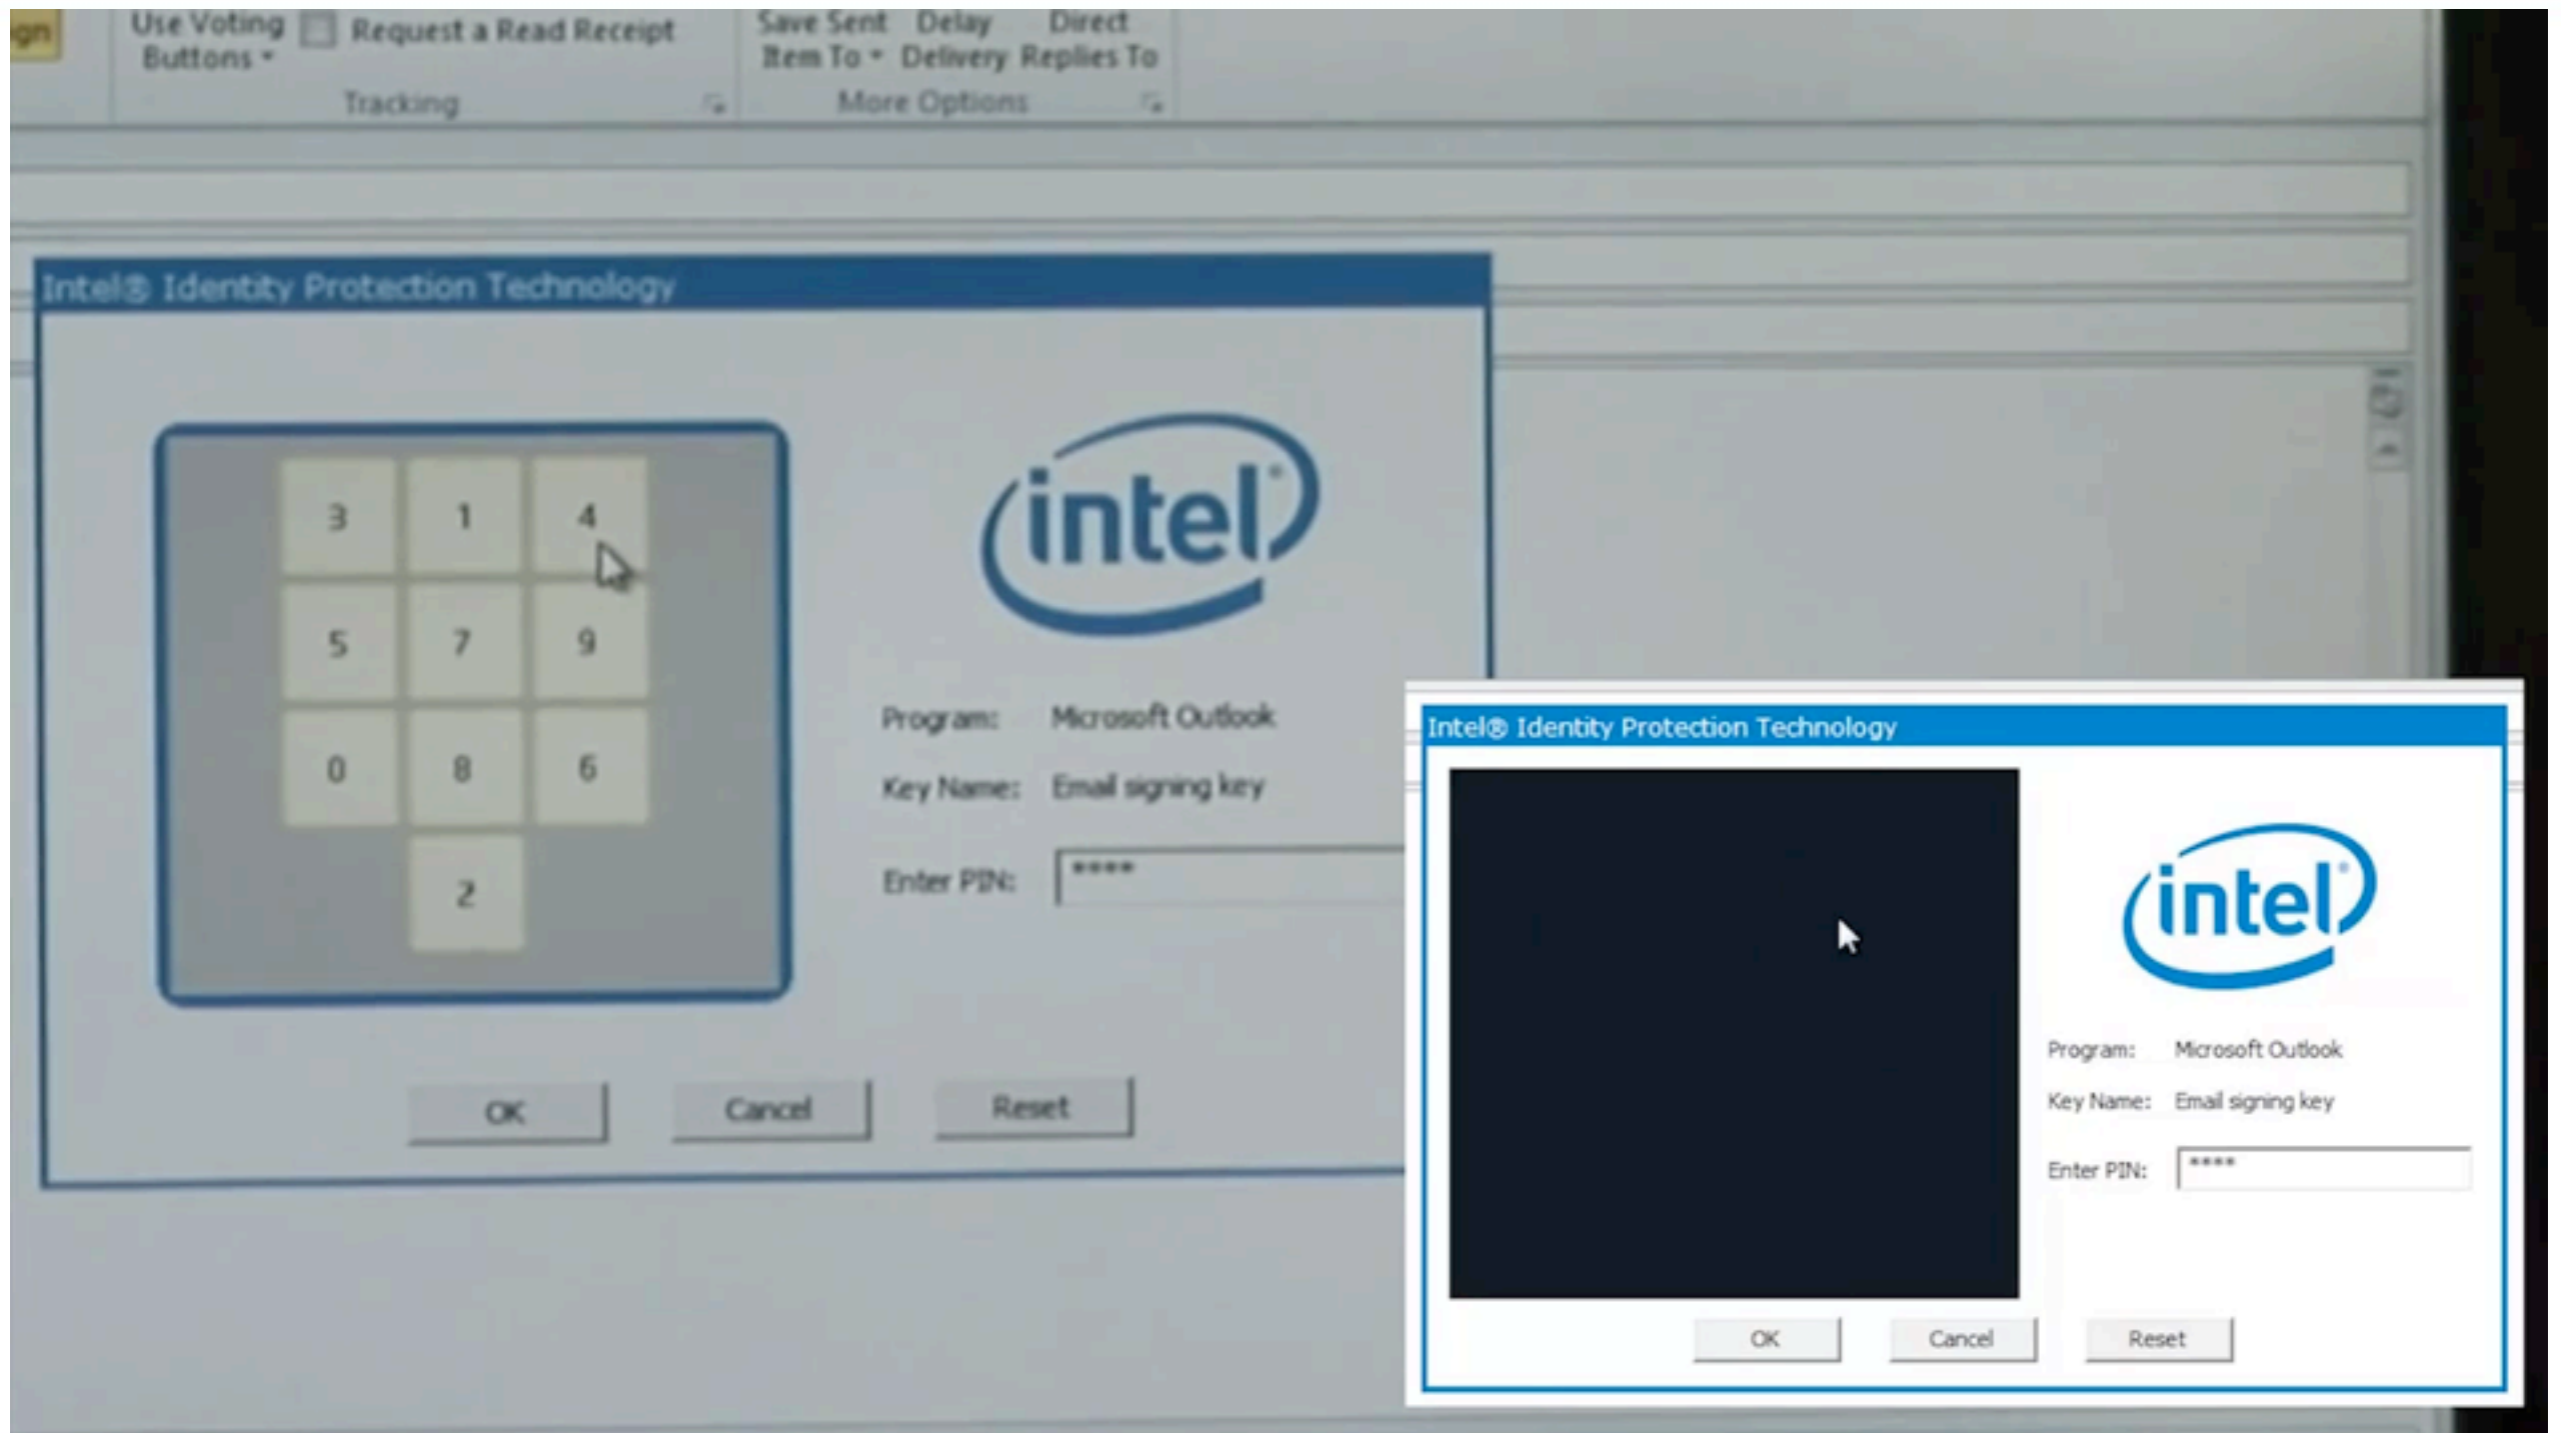 Use Voting
Buttons
Request a Read Receipt
Save Sent
Item To
Delay
Delivery
Direct
Replies To
Tracking
More Options
Intel® Identity Protection Technology
3 1 4
5 7 9
0 8 6
2
intel®
Program: Microsoft Outlook
Key Name: Email signing key
Enter PIN: ****
OK Cancel Reset
Intel® Identity Protection Technology
intel®
Program: Microsoft Outlook
Key Name: Email signing key
Enter PIN: ****
OK Cancel Reset